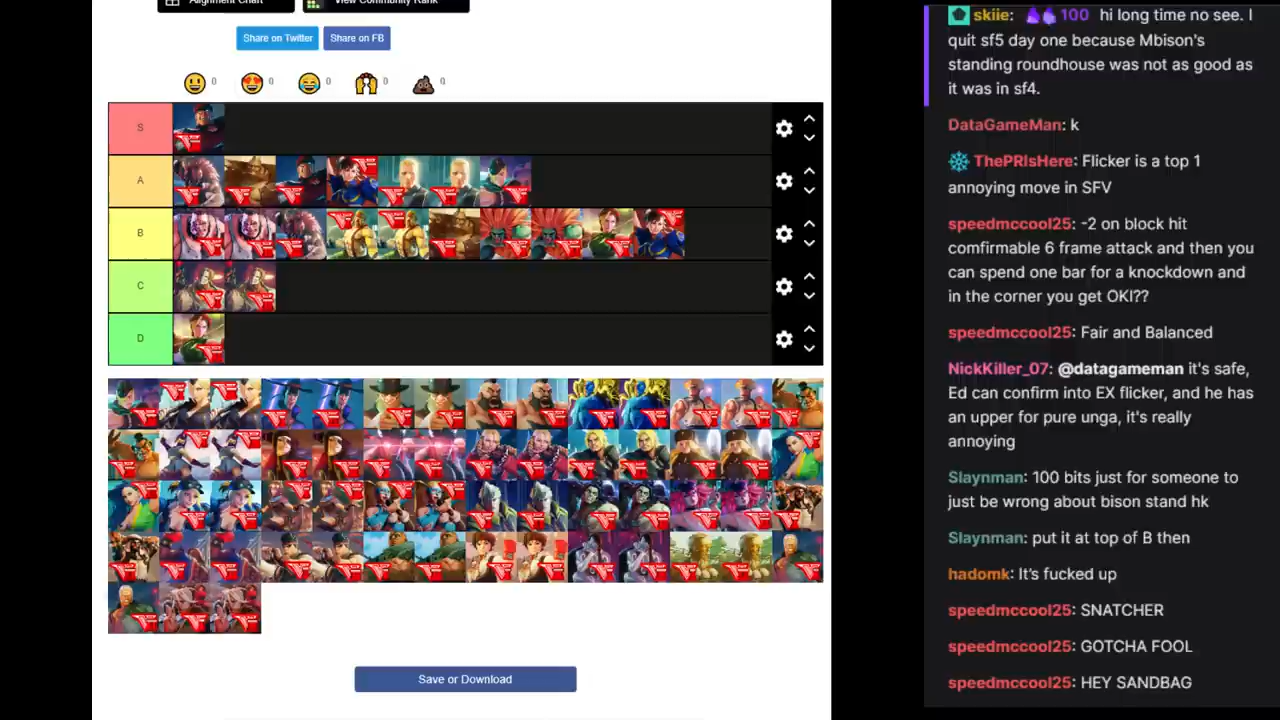 Alignment Chart
View Community Rank
Share on Twitter
Share on FB
0
0
0
0
0
S
A
B
C
D
Save or Download
skiie: 100 hi long time no see. I
quit sf5 day one because Mbison's
standing roundhouse was not as good as
it was in sf4.
DataGameMan: k
ThePRIsHere: Flicker is a top 1
annoying move in SFV
speedmccool25: -2 on block hit
comfirmable 6 frame attack and then you
can spend one bar for a knockdown and
in the corner you get OKI??
speedmccool25: Fair and Balanced
NickKiller_07: @datagameman it's safe,
Ed can confirm into EX flicker, and he has
an upper for pure unga, it's really
annoying
Slaynman: 100 bits just for someone to
just be wrong about bison stand hk
Slaynman: put it at top of B then
hadomk: It's fucked up
speedmccool25: SNATCHER
speedmccool25: GOTCHA FOOL
speedmccool25: HEY SANDBAG